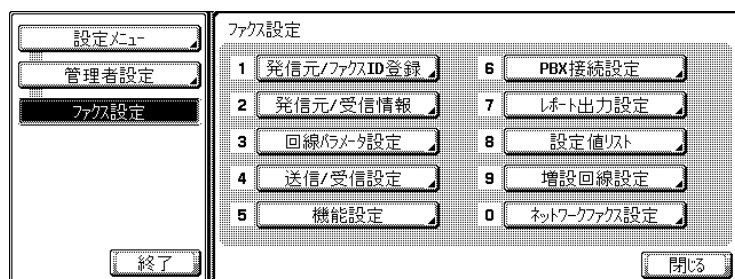 設定メニュー
管理者設定
ファクス設定
終了
ファクス設定
1 発信元/ファクスID登録
2 発信元/受信情報
3 回線パラメータ設定
4 送信/受信設定
5 機能設定
6 PBX接続設定
7 レポート出力設定
8 設定値リスト
9 増設回線設定
0 ネットワークファクス設定
閉じる